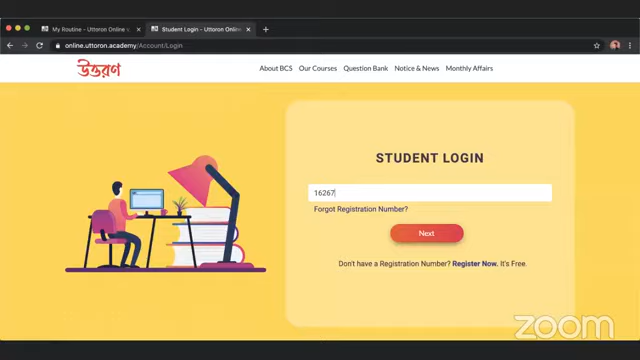 My Routine - Uttoron Online s
Student Login - Uttoron Online
online.uttoron.academy/Account/Login
উত্তরণ
About BCS Our Courses Question Bank Notice & News Monthly Affairs
STUDENT LOGIN
16267
Forgot Registration Number?
Next
Don't have a Registration Number? Register Now. It's Free.
zoom